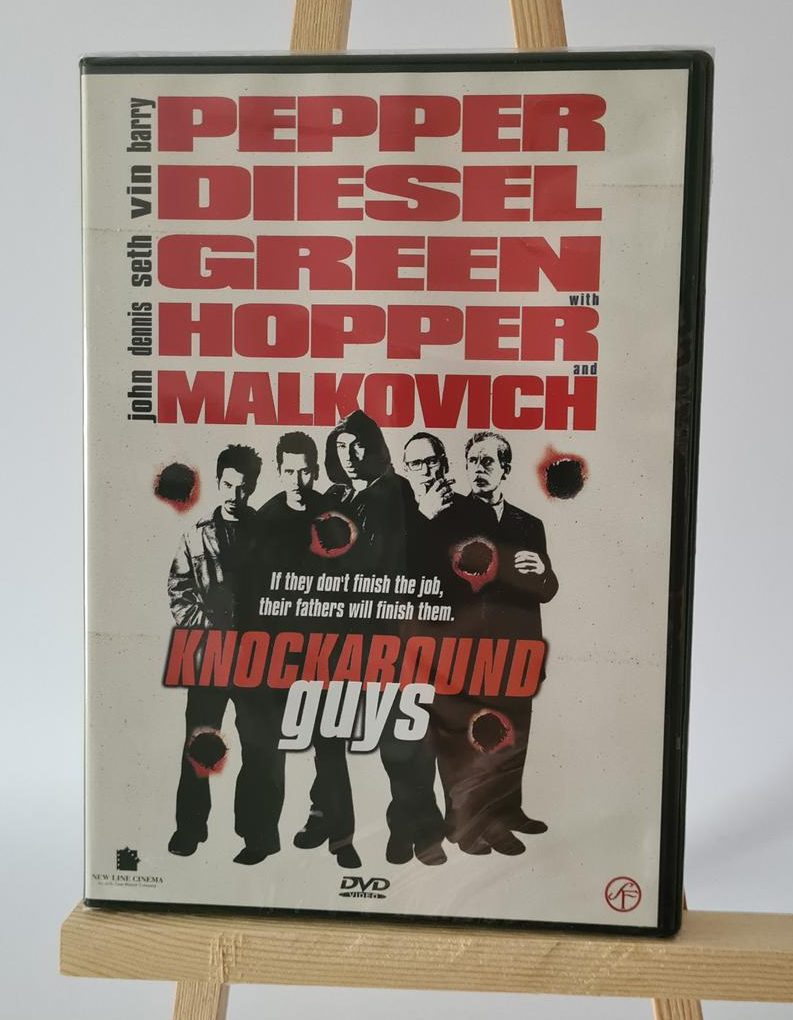 barry PEPPER
vin DIESEL
seth GREEN
with
dennis HOPPER
and
john MALKOVICH
If they don't finish the job,
their fathers will finish them.
KNOCKAROUND
guys
NEW LINE CINEMA
DVD
VIDEO
SF